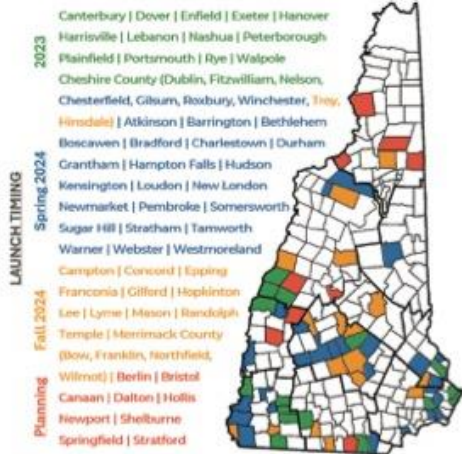 LAUNCH TIMING
2023
Canterbury | Dover | Enfield | Exeter | Hanover
Harrisville | Lebanon | Nashua | Peterborough
Plainfield | Portsmouth | Rye | Walpole
Cheshire County (Dublin, Fitzwilliam, Nelson,
Chesterfield, Gilsum, Roxbury, Winchester, Troy,
Hinsdale) | Atkinson | Barrington | Bethlehem
Spring 2024
Boscawen | Bradford | Charlestown | Durham
Grantham | Hampton Falls | Hudson
Kensington | Loudon | New London
Newmarket | Pembroke | Somersworth
Sugar Hill | Stratham | Tamworth
Warner | Webster | Westmoreland
Fall 2024
Campton | Concord | Epping
Franconia | Gilford | Hopkinton
Lee | Lyme | Mason | Randolph
Temple | Merrimack County
(Bow, Franklin, Northfield,
Wilmot) | Berlin | Bristol
Planning
Canaan | Dalton | Hollis
Newport | Shelburne
Springfield | Stratford